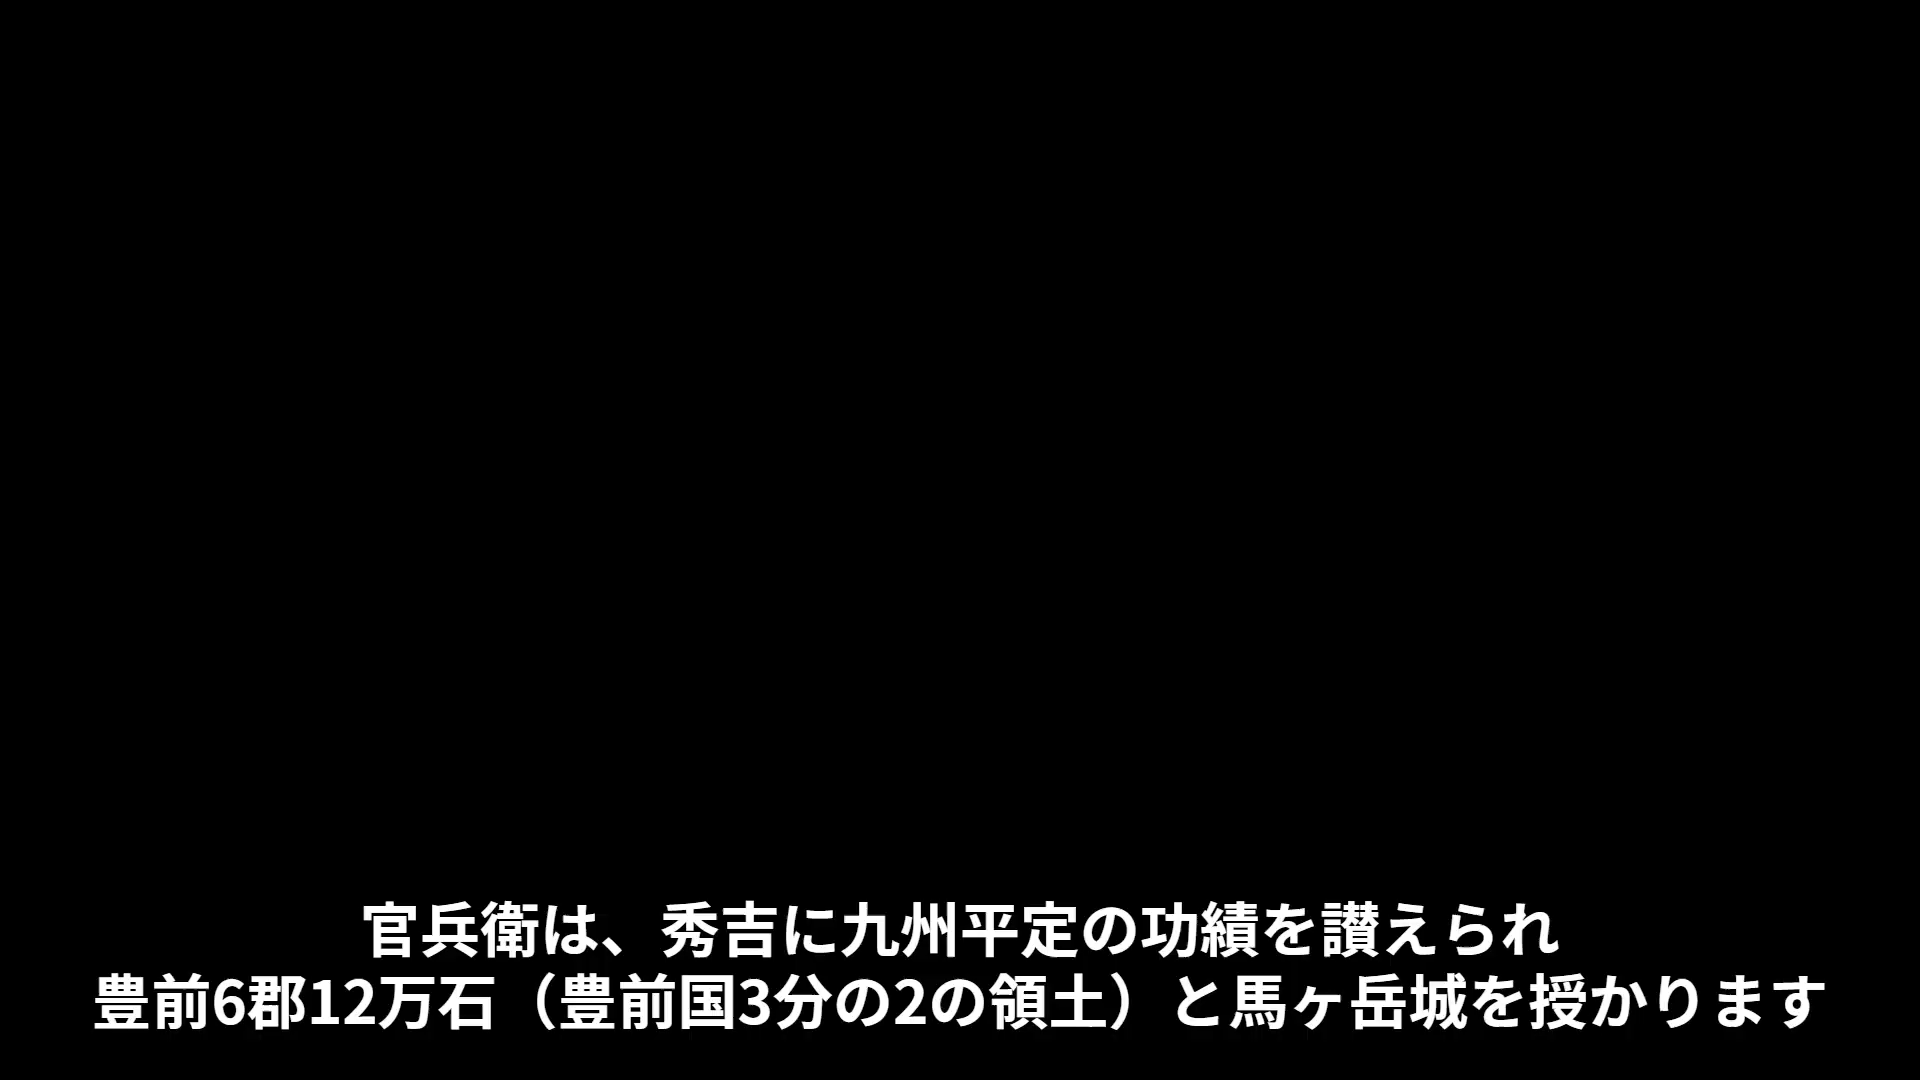 官兵衛は、秀吉に九州平定の功績を讃えられ
豊前6郡12万石（豊前国3分の2の領土）と馬ヶ岳城を授かります